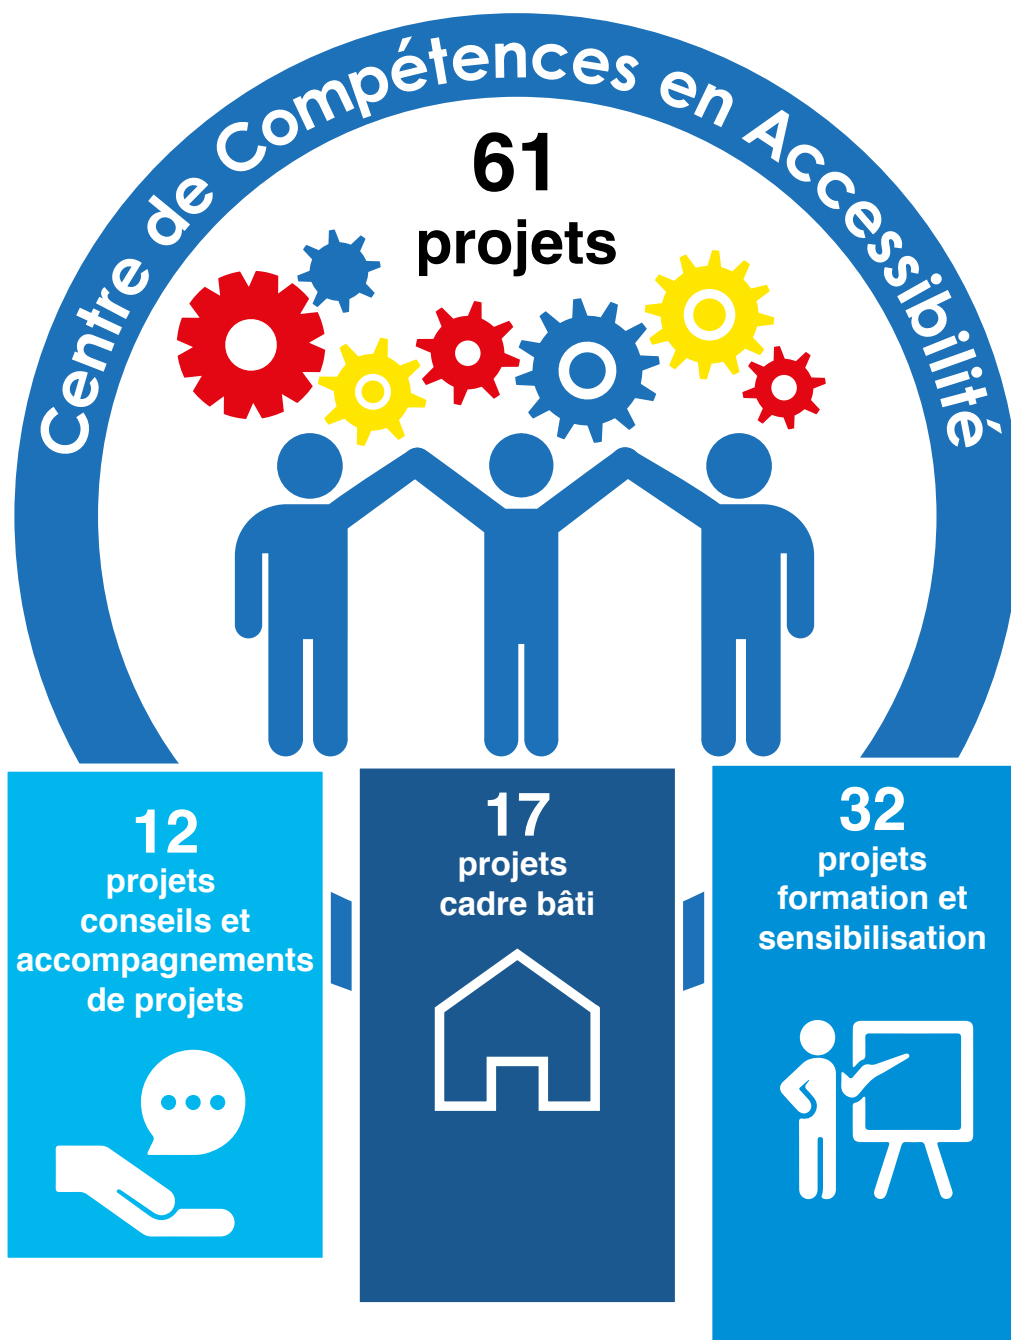 Centre de Compétences en Accessibilité
61
projets
12
projets
conseils et
accompagnements
de projets
17
projets
cadre bâti
32
projets
formation et
sensibilisation